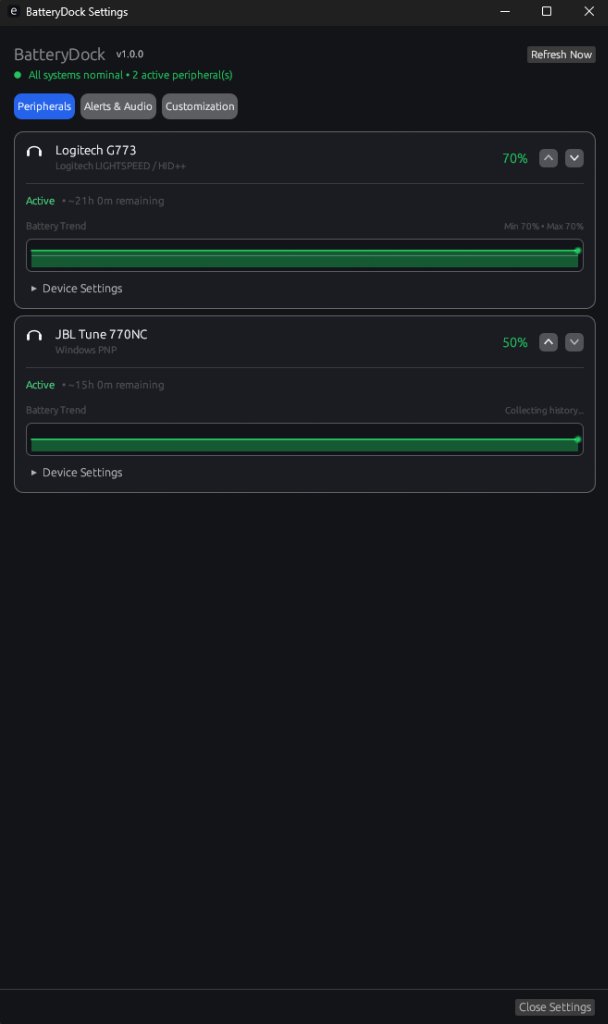 e BatteryDock Settings
BatteryDock v1.0.0 Refresh Now
All systems nominal • 2 active peripheral(s)
Peripherals Alerts & Audio Customization
Logitech G773 70%
Logitech LIGHTSPEED / HID++
Active • ~21h 0m remaining
Battery Trend Min 70% • Max 70%
Device Settings
JBL Tune 770NC 50%
Windows PNP
Active • ~15h 0m remaining
Battery Trend Collecting history...
Device Settings
Close Settings